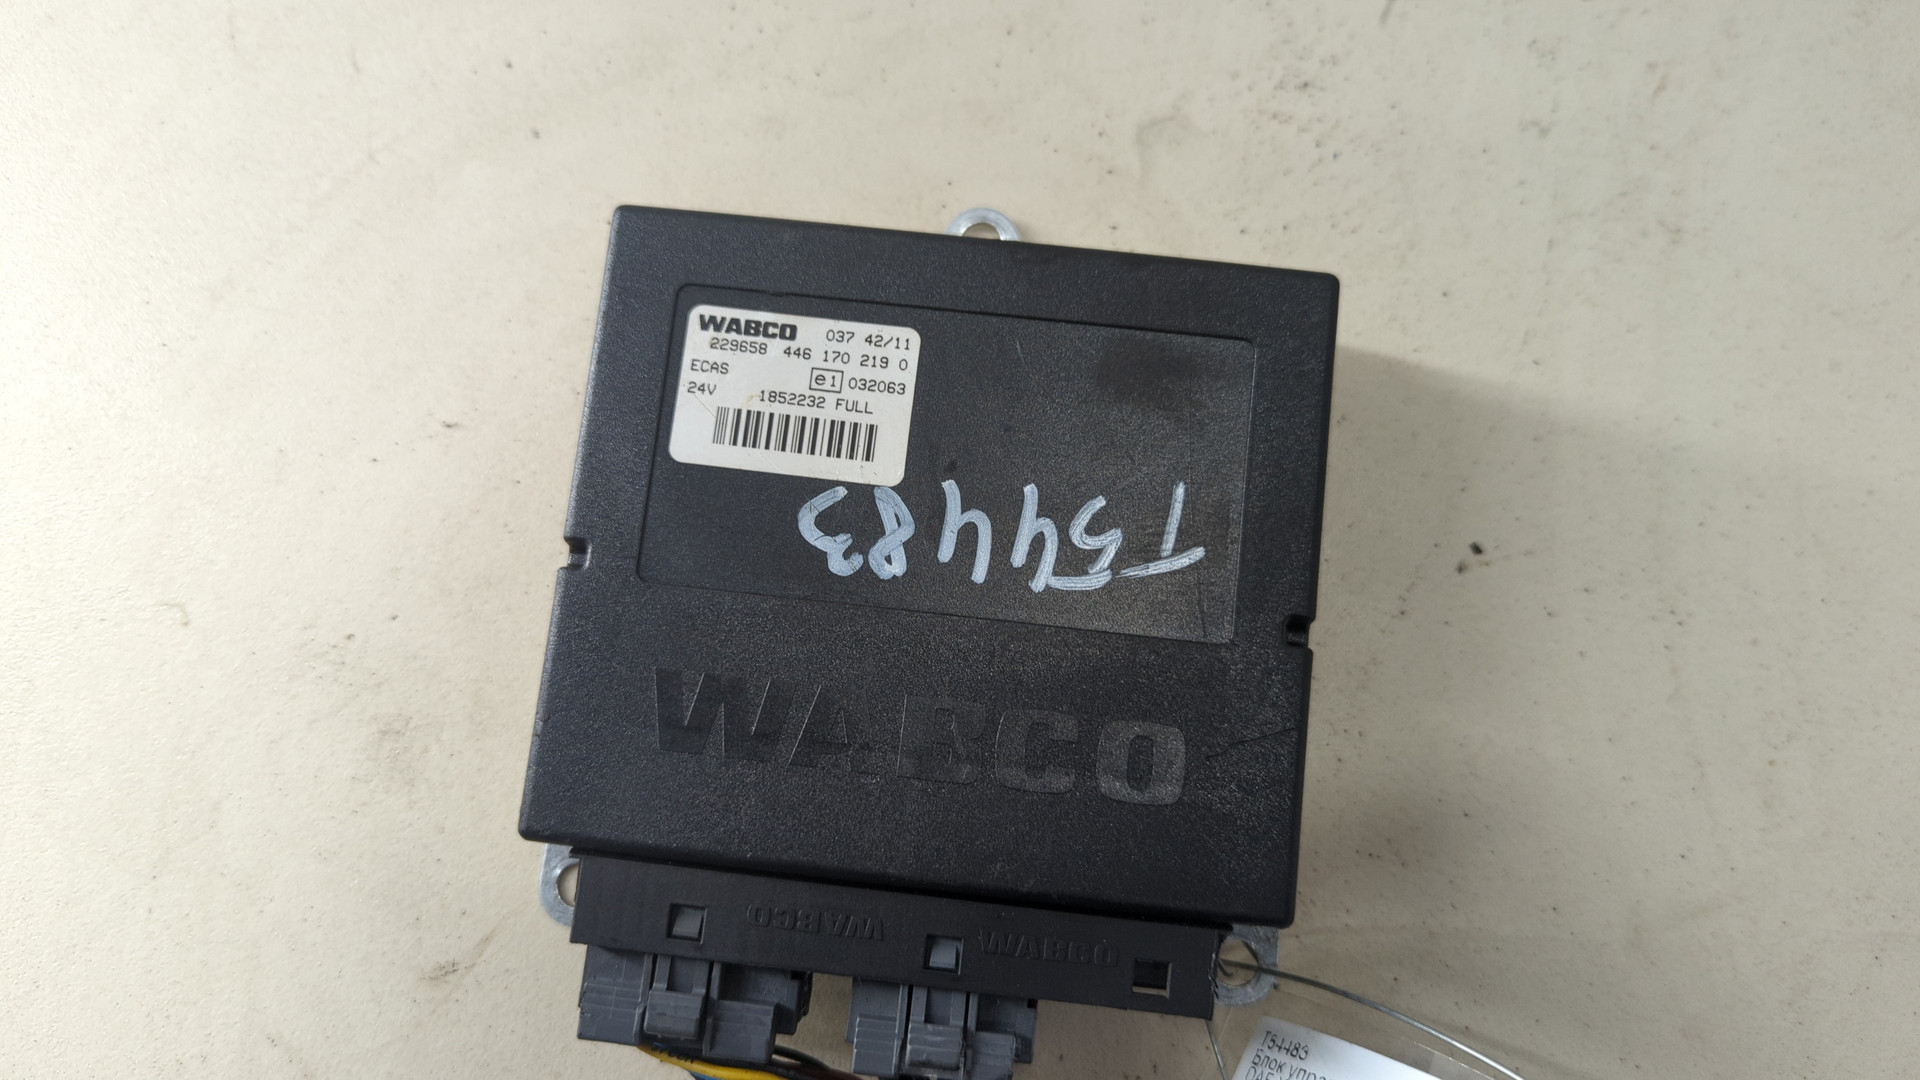 WABCO 037 42/11
229658 446 170 219 0
ECAS e1 032063
24V 1852232 FULL
T54483
WABCO
WABCO WABCO
T54483
Блок